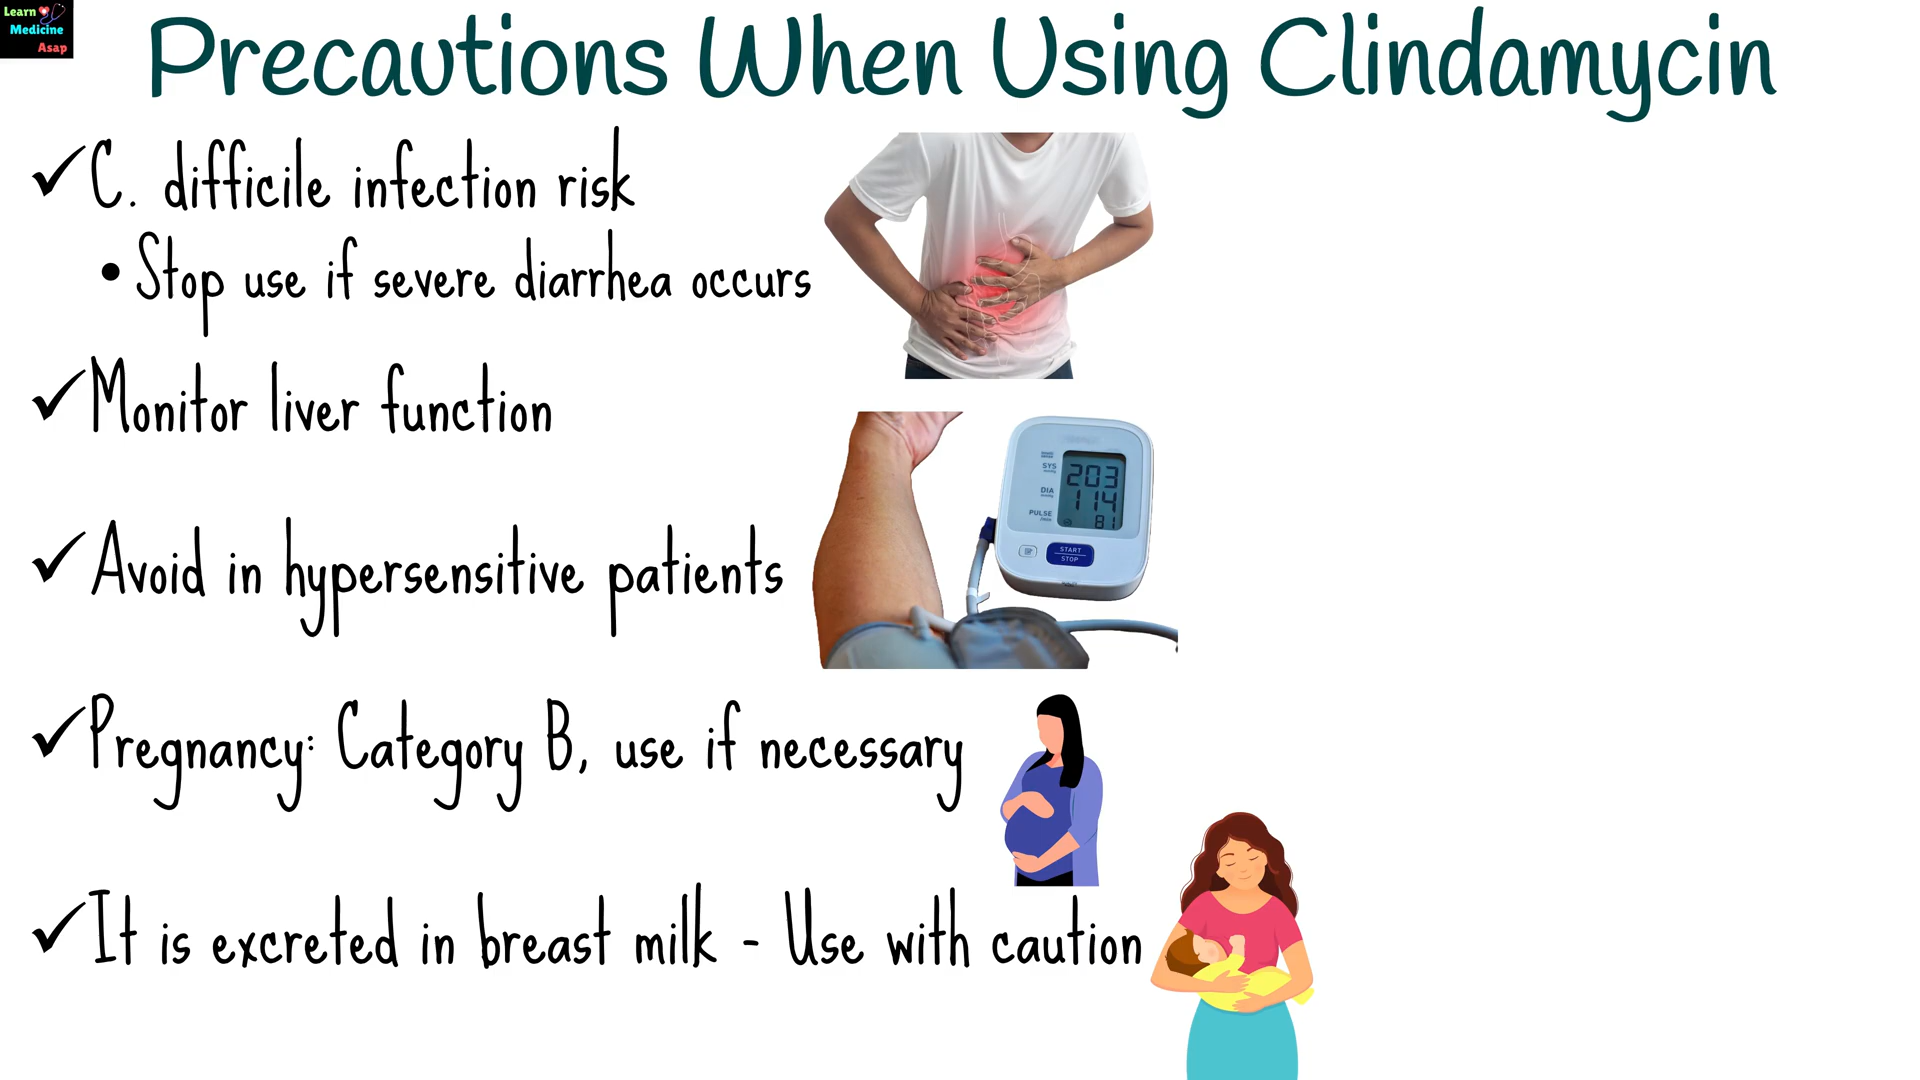 Learn
Medicine
Asap
Precautions When Using Clindamycin
✓C. difficile infection risk
•Stop use if severe diarrhea occurs
✓Monitor liver function
SYS
203
DIA
114
PULSE
81
START
STOP
✓Avoid in hypersensitive patients
✓Pregnancy: Category B, use if necessary
✓It is excreted in breast milk - Use with caution